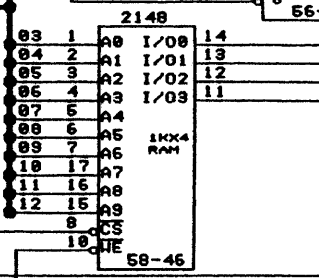 56-
2148
03 1 A0 I/O0 14
04 2 A1 I/O1 13
05 3 A2 I/O2 12
06 4 A3 I/O3 11
07 5 A4
08 6 A5 1KX4
09 7 A6 RAM
10 17 A7
11 16 A8
12 15 A9
8 CS
10 WE
58-46